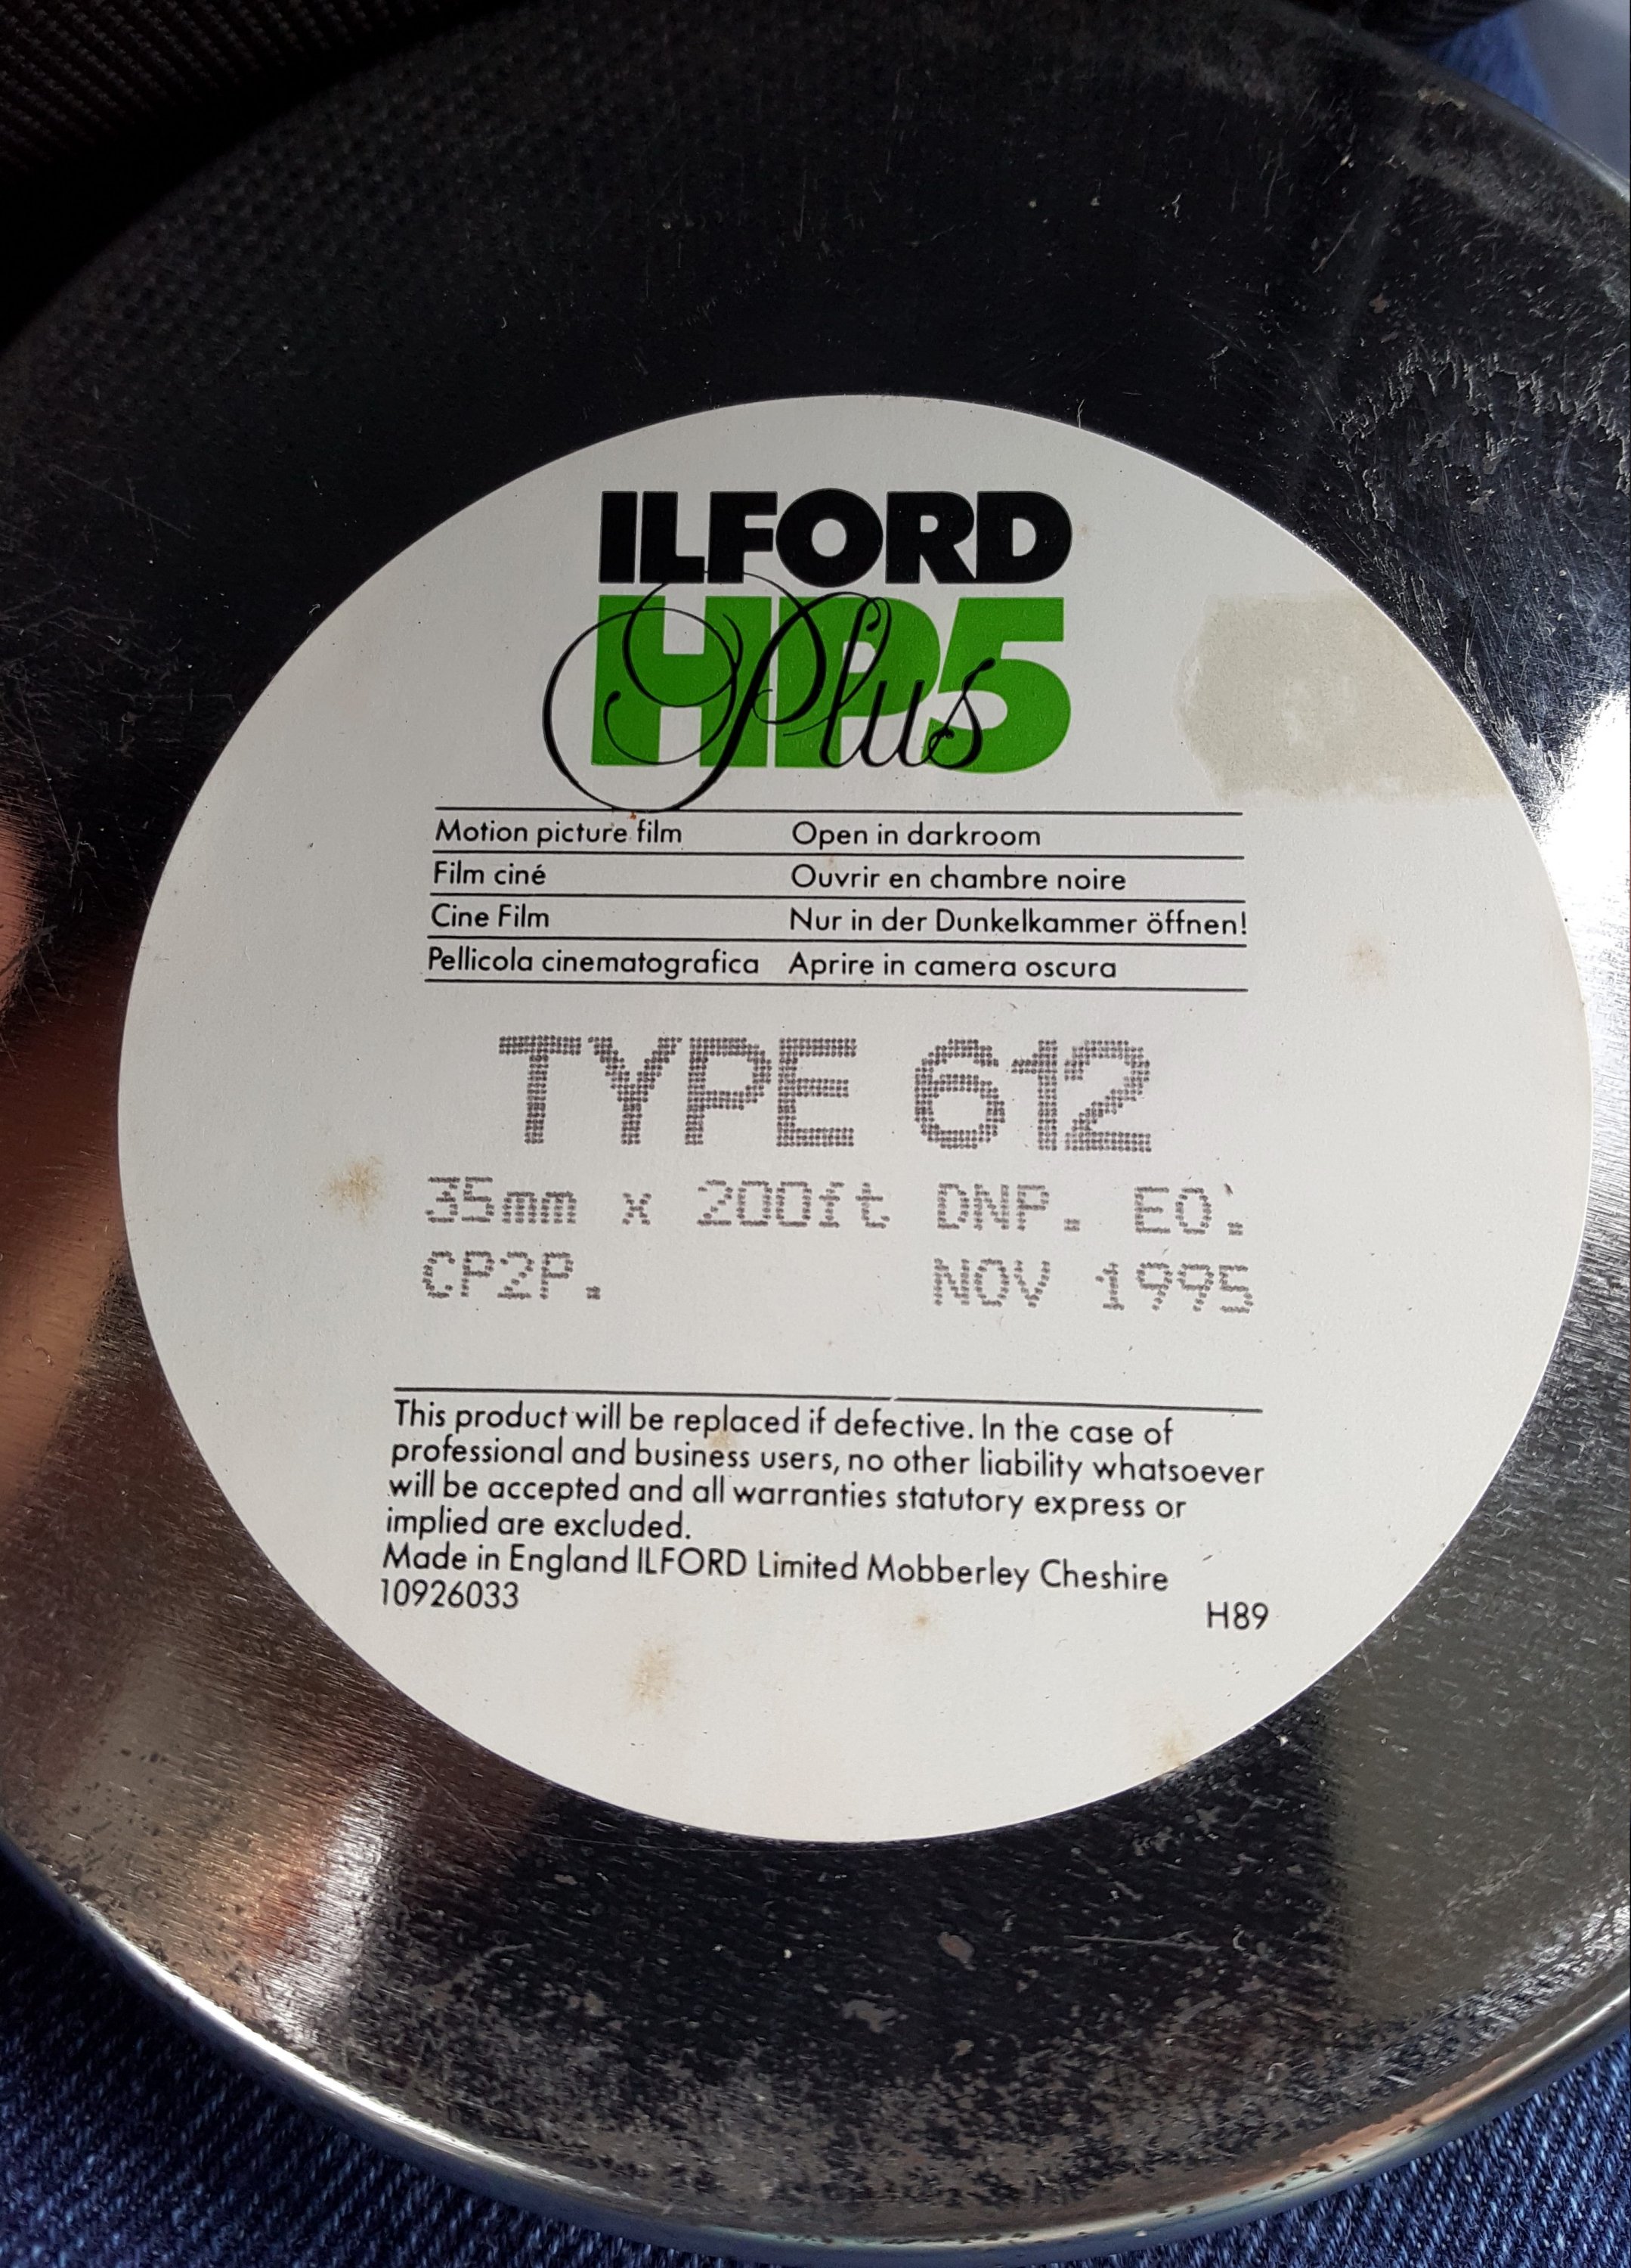 ILFORD
HP5
Plus
Motion picture film Open in darkroom
Film ciné Ouvrir en chambre noire
Cine Film Nur in der Dunkelkammer öffnen!
Pellicola cinematografica Aprire in camera oscura
TYPE 612
35mm x 200ft DNP. EO.
CP2P. NOV 1995
This product will be replaced if defective. In the case of
professional and business users, no other liability whatsoever
will be accepted and all warranties statutory express or
implied are excluded.
Made in England ILFORD Limited Mobberley Cheshire
10926033 H89